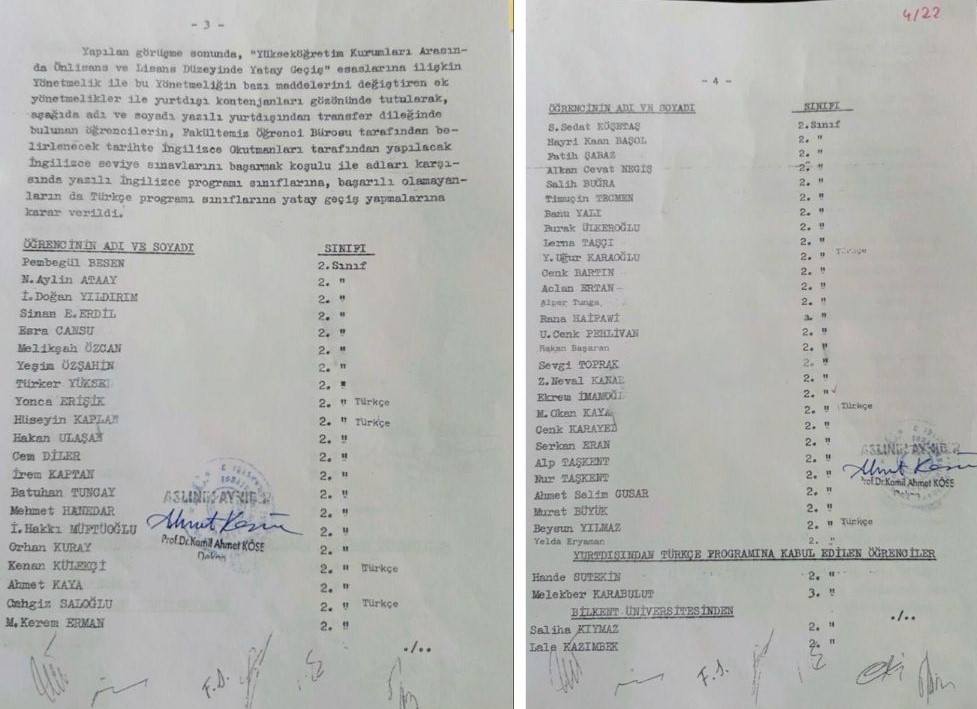 - 3 -
Yapılan görüşme sonunda, "Yükseköğretim Kurumları Arasın-
da Önlisans ve Lisans Düzeyinde Yatay Geçiş" esaslarına ilişkin
Yönetmelik ile bu Yönetmeliğin bazı maddelerini değiştiren ek
yönetmelikler ile yurtdışı kontenjanları gözönünde tutularak,
aşağıda adı ve soyadı yazılı yurtdışından transfer dileğinde
bulunan öğrencilerin, Fakültemiz Öğrenci Bürosu tarafından be-
lirlenecek tarihte İngilizce Okutmanları tarafından yapılacak
İngilizce seviye sınavlarını başarmak koşulu ile adları karşı-
sında yazılı İngilizce programı sınıflarına, başarılı olamayan-
ların da Türkçe programı sınıflarına yatay geçiş yapmalarına
karar verildi.
ÖĞRENCİNİN ADI VE SOYADI SINIFI
Pembegül BESEN 2.Sınıf
N.Aylin ATAAY 2. "
İ.Doğan YILDIRIM 2. "
Sinan E.ERDİL 2. "
Esra CANSU 2. "
Melikşah ÖZCAN 2. "
Yeşim ÖZŞAHİN 2. "
Türker YÜKSEL 2. "
Yonca ERİŞİK 2. " Türkçe
Hüseyin KAPLAN 2. " Türkçe
Hakan ULAŞAN 2. "
Cem DİLER 2. "
İrem KAPTAN 2. "
Batuhan TUNCAY 2. "
Mehmet HANEDAR 2. "
İ.Hakkı MÜFTÜOĞLU 2. "
Orhan KURAY 2. "
Kenan KÜLEKÇİ 2. " Türkçe
Ahmet KAYA 2. "
Cahgiz SALOĞLU 2. " Türkçe
M.Kerem ERMAN 2. "
ASLININ AYNIDIR
Prof.Dr.Kamil Ahmet KÖSE
Dekan
./..
4/22
- 4 -
ÖĞRENCİNİN ADI VE SOYADI SINIFI
S.Sedat KÖŞETAŞ 2.Sınıf
Hayri Kaan BAŞOL 2. "
Fatih ŞABAZ 2. "
Alkan Cevat NEGİŞ 2. "
Salih BUĞRA 2. "
Timuçin TECMEN 2. "
Banu YALI 2. "
Burak ÜLKEROĞLU 2. "
Lerna TAŞÇI 2. "
Y.Uğur KARAOĞLU 2. " Türkçe
Cenk BARTIN 2. "
Aclan ERTAN 2. "
Alper Tunga 2. "
Rana HAIPAWİ 2. "
U.Cenk PEHLİVAN 2. "
Hakan Başaran 2. "
Sevgi TOPRAK 2. "
Z.Neval KANAE 2. "
Ekrem İMAMOĞL 2. "
M.Okan KAYA 2. " Türkçe
Cenk KARAYEL 2. "
Serkan ERAN 2. "
Alp TAŞKENT 2. "
Nur TAŞKENT 2. "
Ahmet Selim GUSAR 2. "
Murat BÜYÜK 2. "
Beysun YILMAZ 2. " Türkçe
Yelda Eryaman 2. "
ASLININ AYNIDIR
Prof.Dr.Kamil Ahmet KÖSE
Dekan
YURTDIŞINDAN TÜRKÇE PROGRAMINA KABUL EDİLEN ÖĞRENCİLER
Hande SUTEKİN 2. "
Melekber KARABULUT 3. "
BİLKENT ÜNİVERSİTESİNDEN
Saliha KIYMAZ 2. "
Lale KAZIMBEK 2. "
./..